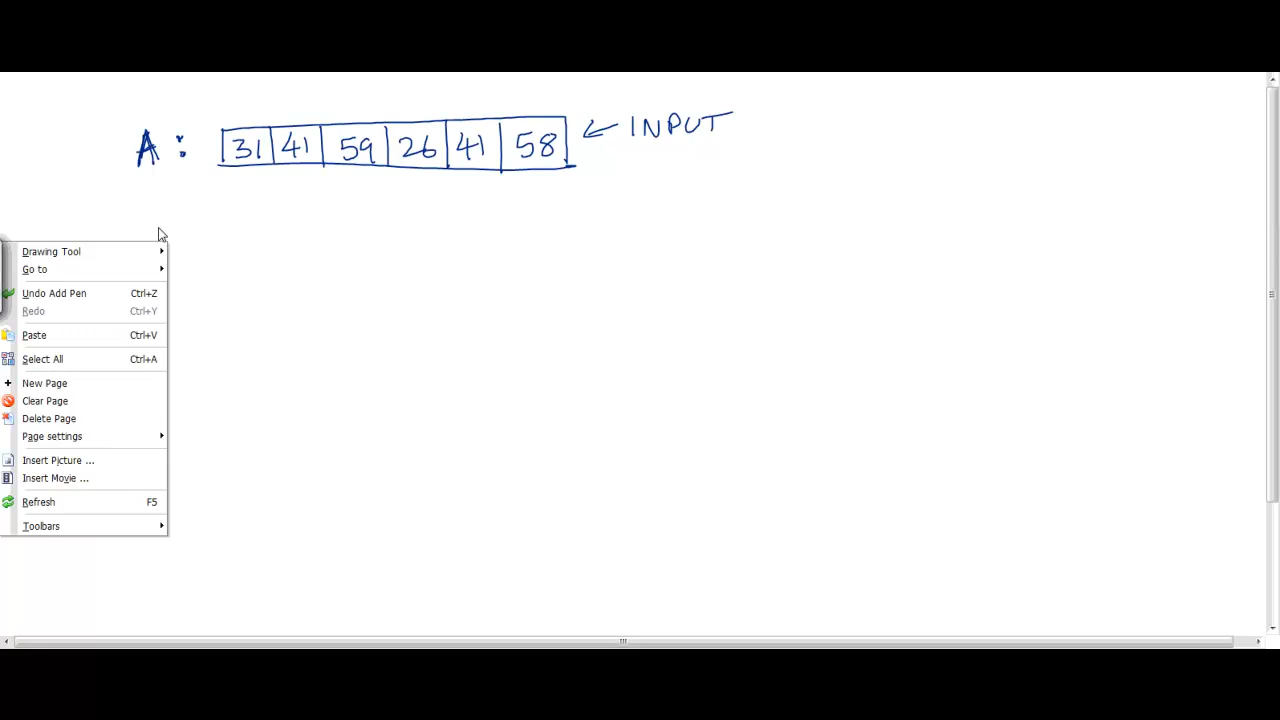 A : 31 41 59 26 41 58 ← INPUT
Drawing Tool
Go to
Undo Add Pen Ctrl+Z
Redo Ctrl+Y
Paste Ctrl+V
Select All Ctrl+A
New Page
Clear Page
Delete Page
Page settings
Insert Picture ...
Insert Movie ...
Refresh F5
Toolbars